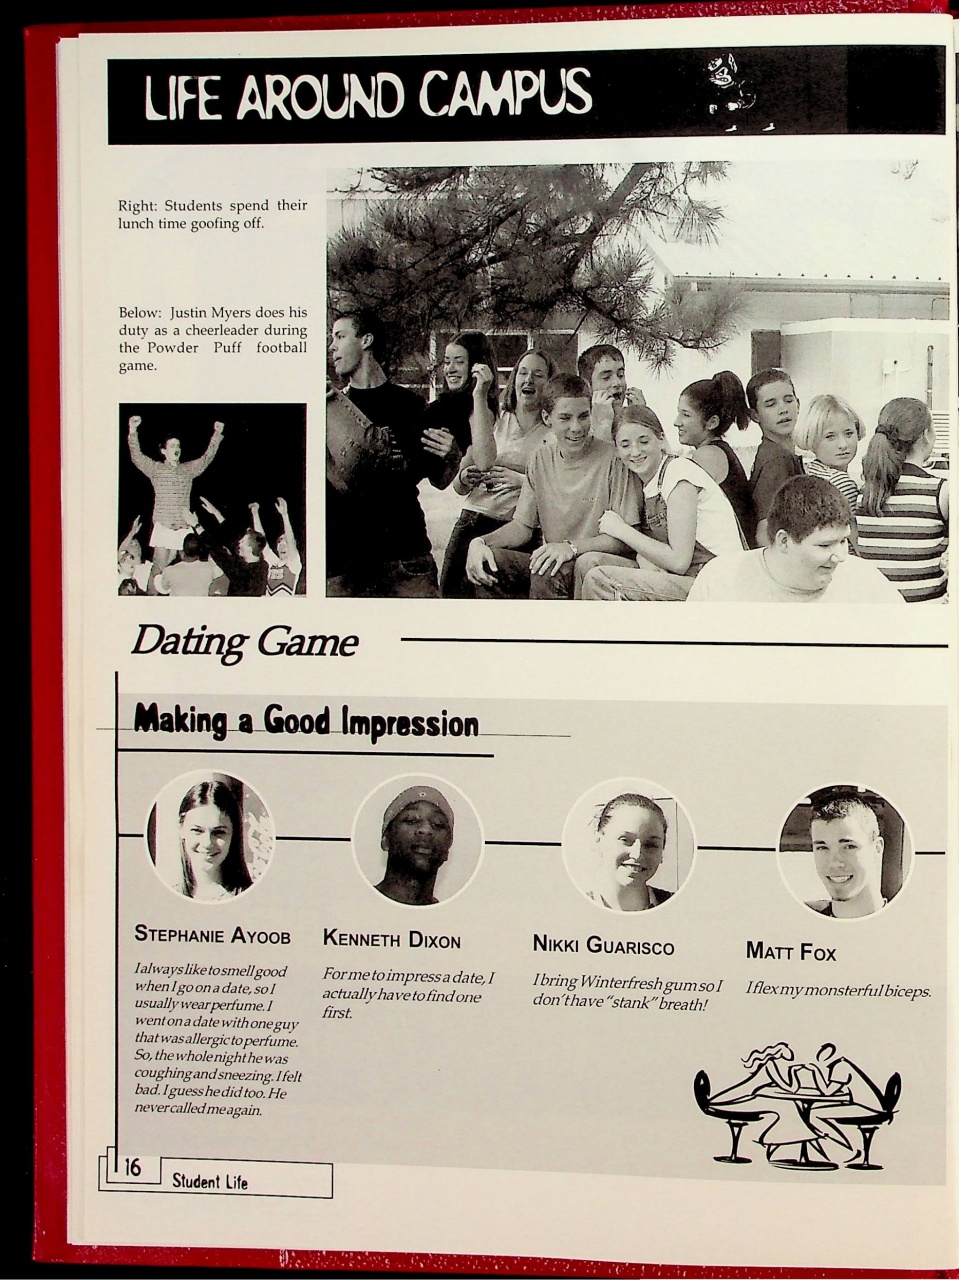 LIFE AROUND CAMPUS
Right: Students spend their
lunch time goofing off.
Below: Justin Myers does his
duty as a cheerleader during
the Powder Puff football
game.
Dating Game
Making a Good Impression
STEPHANIE AYOOB
I always like to smell good
when I go on a date, so I
usually wear perfume. I
went on a date with one guy
that was allergic to perfume.
So, the whole night he was
coughing and sneezing. I felt
bad. I guess he did too. He
never called me again.
KENNETH DIXON
For me to impress a date, I
actually have to find one
first.
NIKKI GUARISCO
I bring Winterfresh gum so I
don't have "stank" breath!
MATT FOX
I flex my monsterful biceps.
16
Student Life